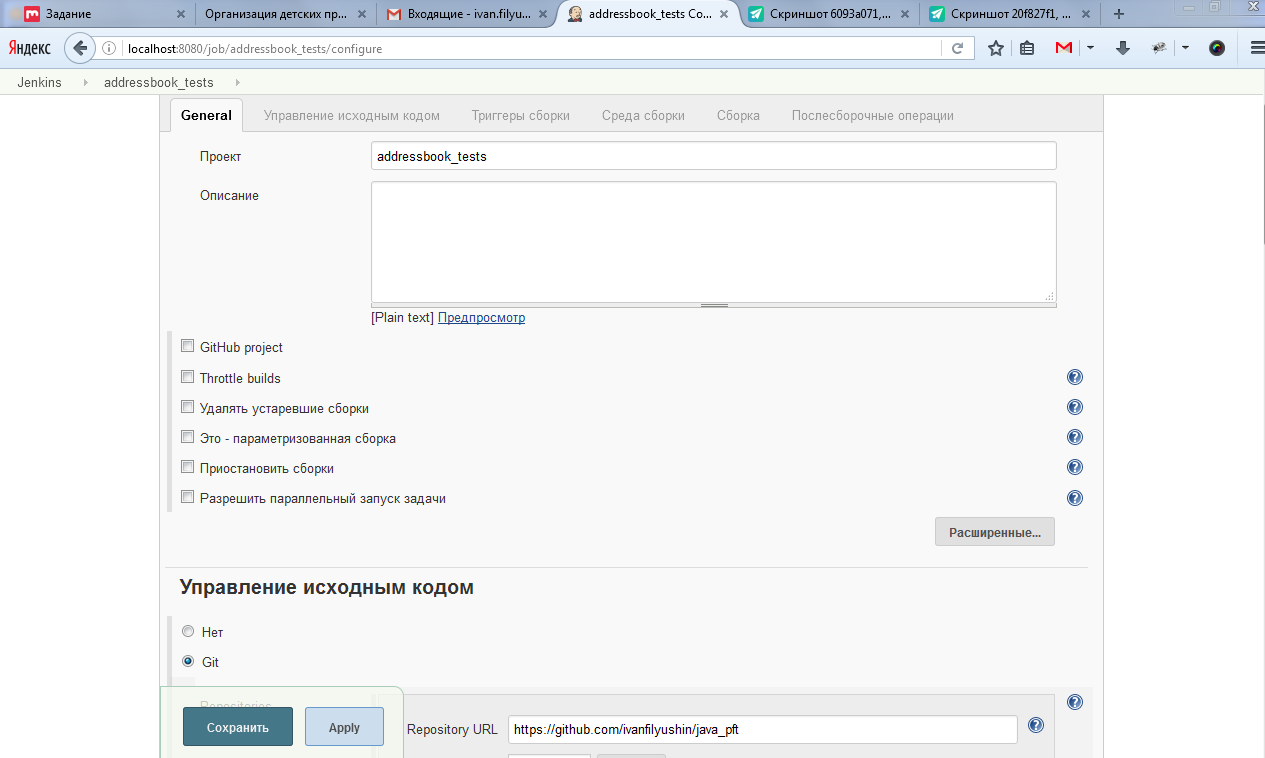 Задание
Организация детских пр...
Входящие - ivan.filyu...
addressbook_tests Co...
Скриншот 6093a071,...
Скриншот 20f827f1, ...
Яндекс
localhost:8080/job/addressbook_tests/configure
Jenkins
addressbook_tests
General
Управление исходным кодом
Триггеры сборки
Среда сборки
Сборка
Послесборочные операции
Проект
addressbook_tests
Описание
[Plain text] Предпросмотр
GitHub project
Throttle builds
Удалять устаревшие сборки
Это - параметризованная сборка
Приостановить сборки
Разрешить параллельный запуск задачи
Расширенные...
Управление исходным кодом
Нет
Git
Repositories
Repository URL
https://github.com/ivanfilyushin/java_pft
Сохранить
Apply